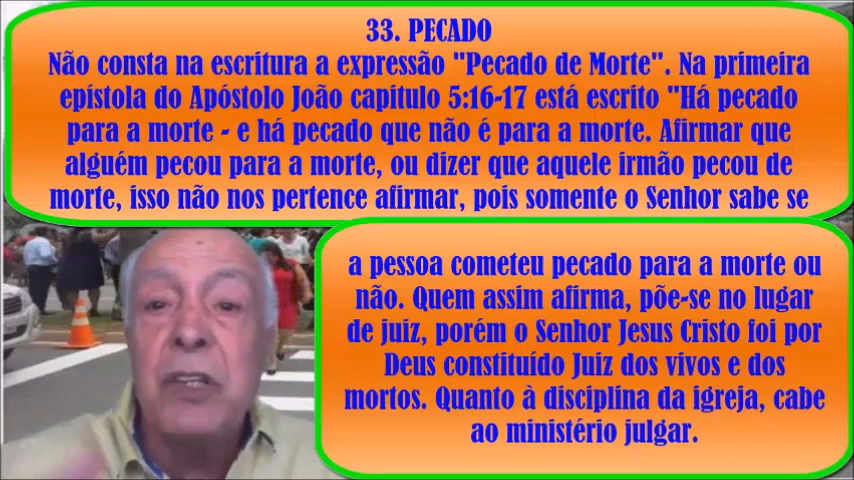 33. PECADO
Não consta na escritura a expressão "Pecado de Morte". Na primeira
epístola do Apóstolo João capítulo 5:16-17 está escrito "Há pecado
para a morte - e há pecado que não é para a morte. Afirmar que
alguém pecou para a morte, ou dizer que aquele irmão pecou de
morte, isso não nos pertence afirmar, pois somente o Senhor sabe se
a pessoa cometeu pecado para a morte ou
não. Quem assim afirma, põe-se no lugar
de juiz, porém o Senhor Jesus Cristo foi por
Deus constituído Juiz dos vivos e dos
mortos. Quanto à disciplina da igreja, cabe
ao ministério julgar.